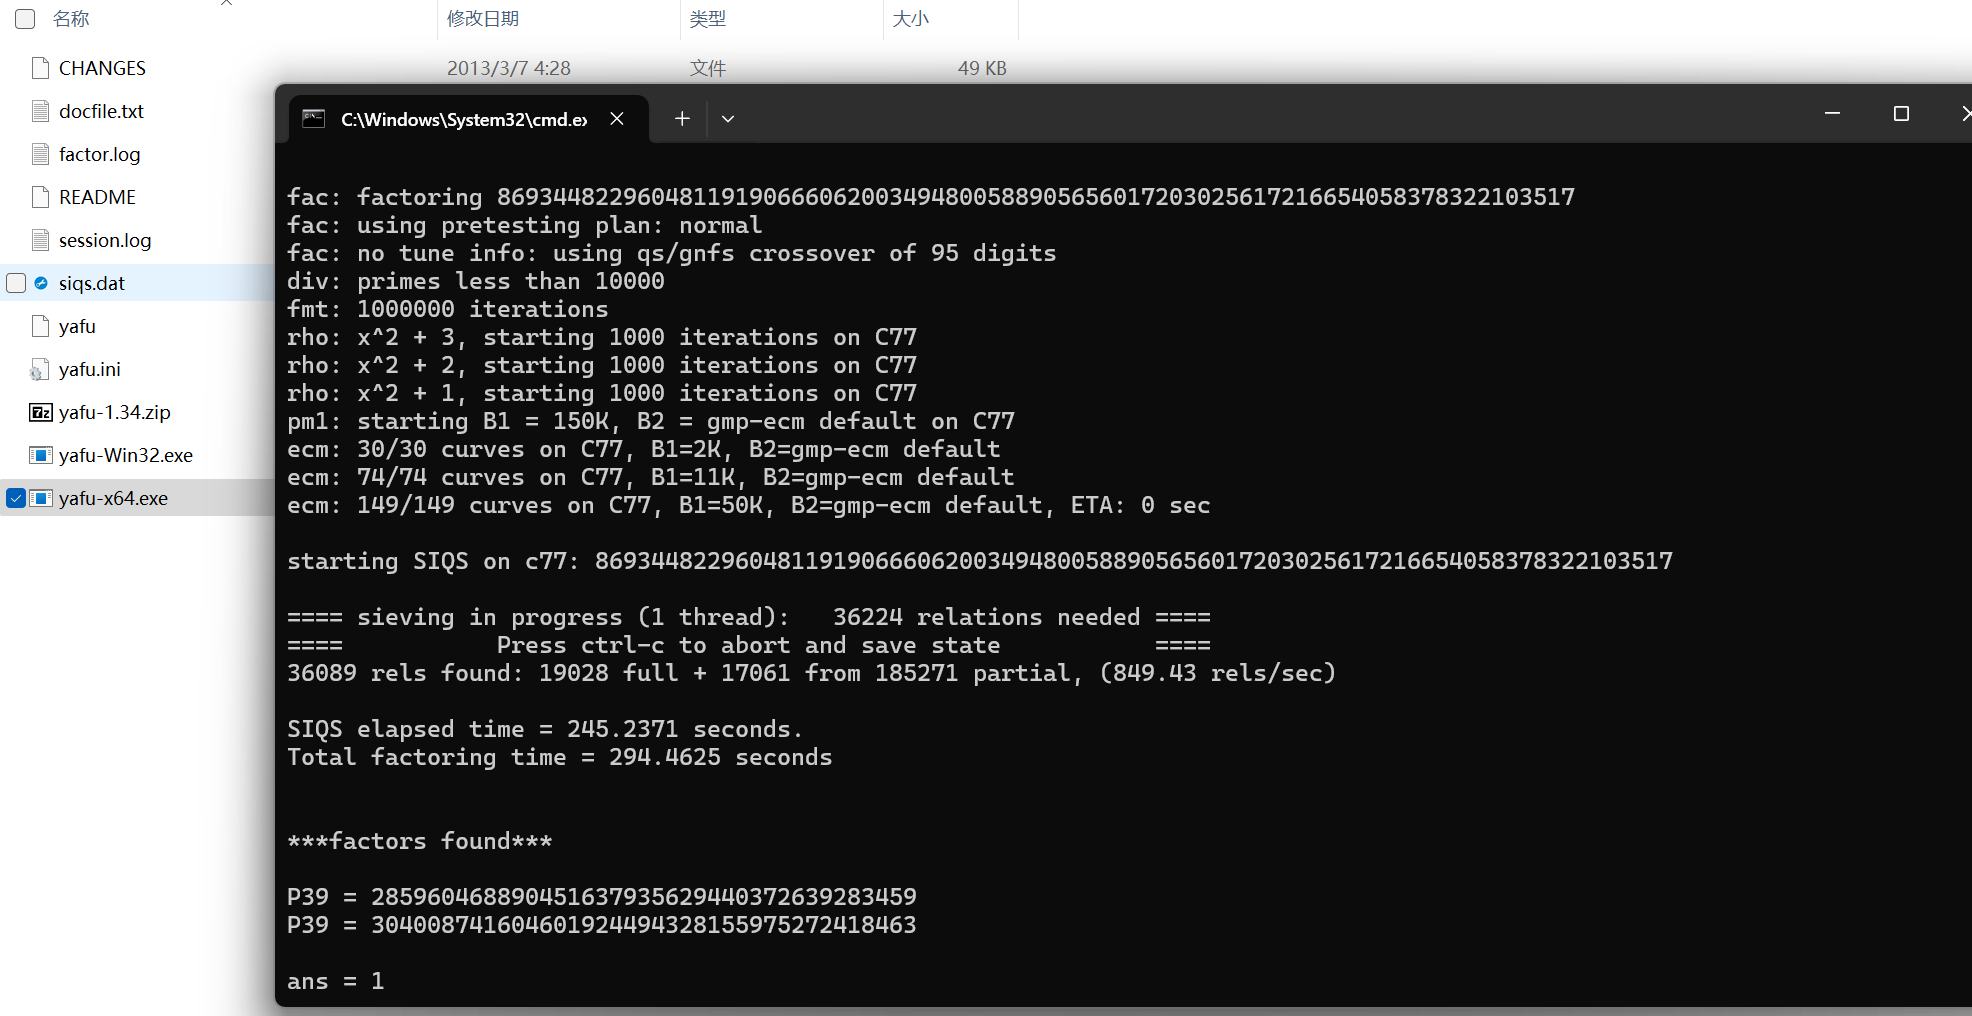 名称 修改日期 类型 大小
CHANGES 2013/3/7 4:28 文件 49 KB
docfile.txt
factor.log
README
session.log
siqs.dat
yafu
yafu.ini
yafu-1.34.zip
yafu-Win32.exe
yafu-x64.exe
C:\Windows\System32\cmd.ex
fac: factoring 86934482296048119190666062003494800588905656017203025617216654058378322103517
fac: using pretesting plan: normal
fac: no tune info: using qs/gnfs crossover of 95 digits
div: primes less than 10000
fmt: 1000000 iterations
rho: x^2 + 3, starting 1000 iterations on C77
rho: x^2 + 2, starting 1000 iterations on C77
rho: x^2 + 1, starting 1000 iterations on C77
pm1: starting B1 = 150K, B2 = gmp-ecm default on C77
ecm: 30/30 curves on C77, B1=2K, B2=gmp-ecm default
ecm: 74/74 curves on C77, B1=11K, B2=gmp-ecm default
ecm: 149/149 curves on C77, B1=50K, B2=gmp-ecm default, ETA: 0 sec
starting SIQS on c77: 86934482296048119190666062003494800588905656017203025617216654058378322103517
==== sieving in progress (1 thread): 36224 relations needed ====
==== Press ctrl-c to abort and save state ====
36089 rels found: 19028 full + 17061 from 185271 partial, (849.43 rels/sec)
SIQS elapsed time = 245.2371 seconds.
Total factoring time = 294.4625 seconds
***factors found***
P39 = 285960468890451637935629440372639283459
P39 = 304008741604601924494328155975272418463
ans = 1